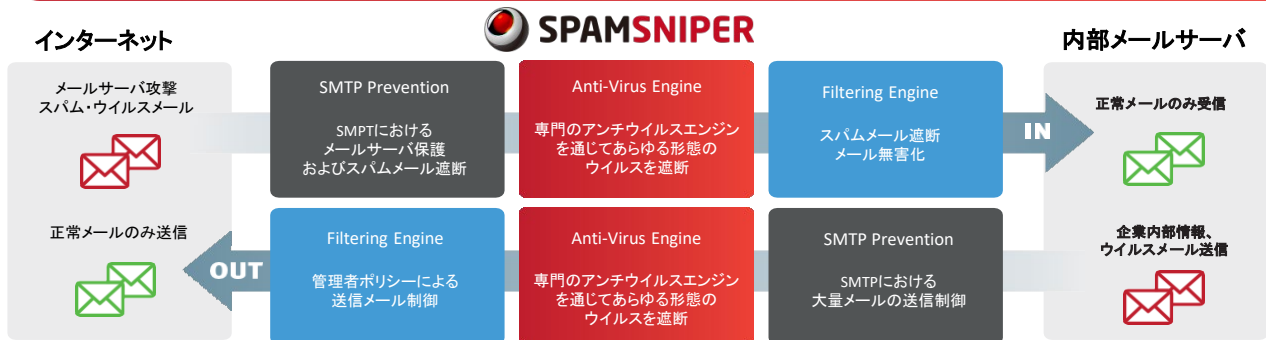 SPAMSNIPER
インターネット
内部メールサーバ
メールサーバ攻撃
スパム・ウイルスメール
SMTP Prevention
SMPTにおける
メールサーバ保護
およびスパムメール遮断
Anti-Virus Engine
専門のアンチウイルスエンジン
を通じてあらゆる形態の
ウイルスを遮断
Filtering Engine
スパムメール遮断
メール無害化
IN
正常メールのみ受信
正常メールのみ送信
OUT
Filtering Engine
管理者ポリシーによる
送信メール制御
Anti-Virus Engine
専門のアンチウイルスエンジン
を通じてあらゆる形態の
ウイルスを遮断
SMTP Prevention
SMTPにおける
大量メールの送信制御
企業内部情報、
ウイルスメール送信